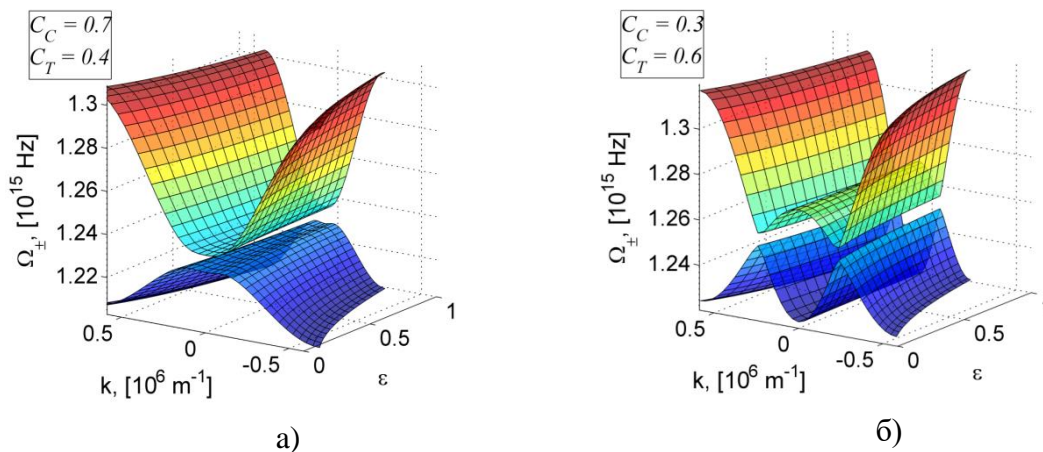 C_C = 0.7
C_T = 0.4
1.3
1.28
1.26
1.24
1.22
Ω_±, [10^15 Hz]
0.5
0
-0.5
k, [10^6 m^-1]
0
0.5
1
ε
а)
C_C = 0.3
C_T = 0.6
1.3
1.28
1.26
1.24
Ω_±, [10^15 Hz]
0.5
0
-0.5
k, [10^6 m^-1]
0
0.5
ε
б)